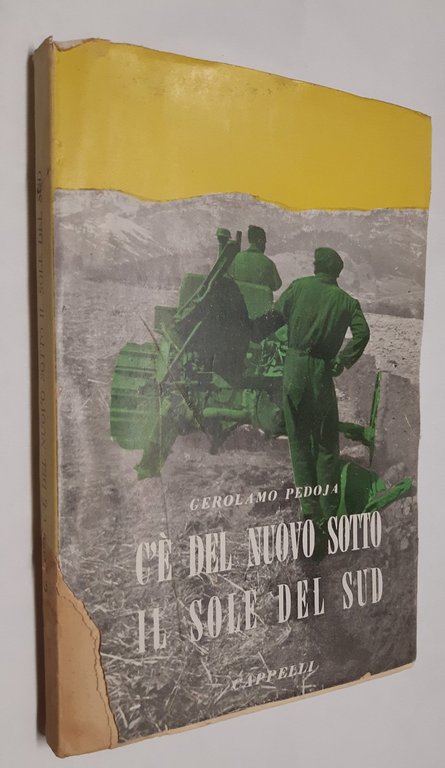 GEROLAMO PEDOJA
C'È DEL NUOVO SOTTO
IL SOLE DEL SUD
CAPPELLI